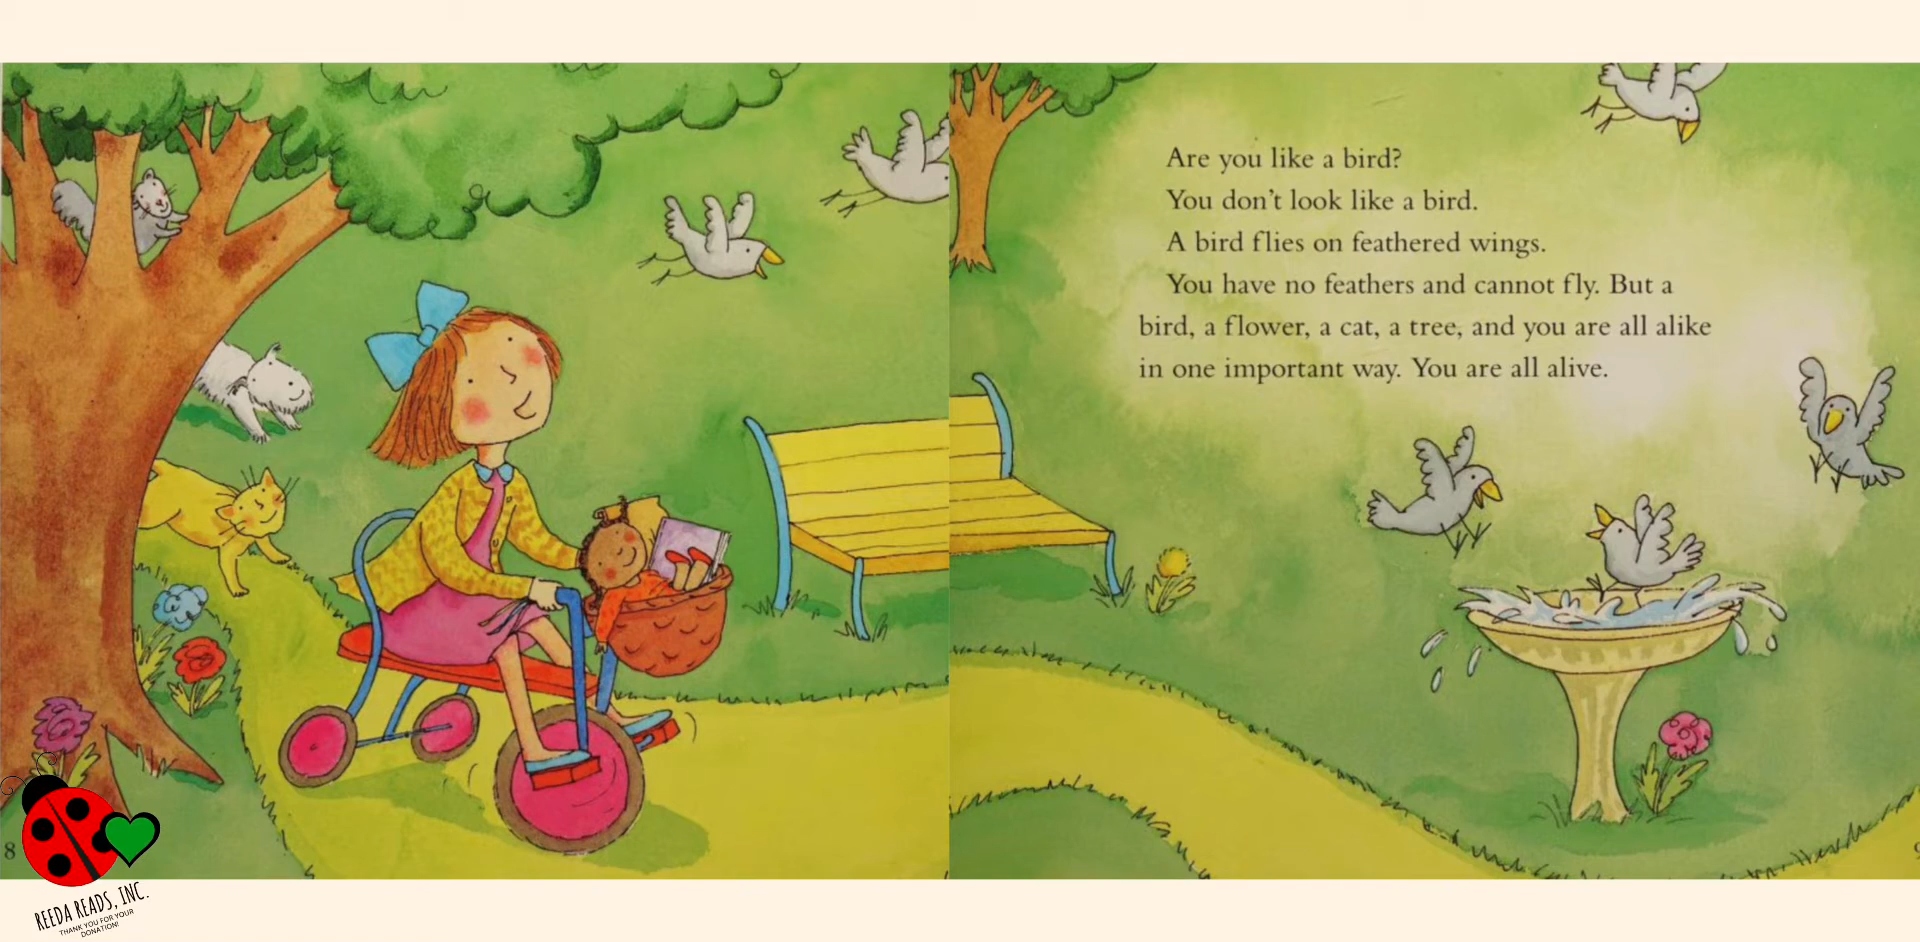 Are you like a bird?
You don't look like a bird.
A bird flies on feathered wings.
You have no feathers and cannot fly. But a
bird, a flower, a cat, a tree, and you are all alike
in one important way. You are all alive.
8
REEDA READS, INC.
THANK YOU FOR YOUR
DONATION!